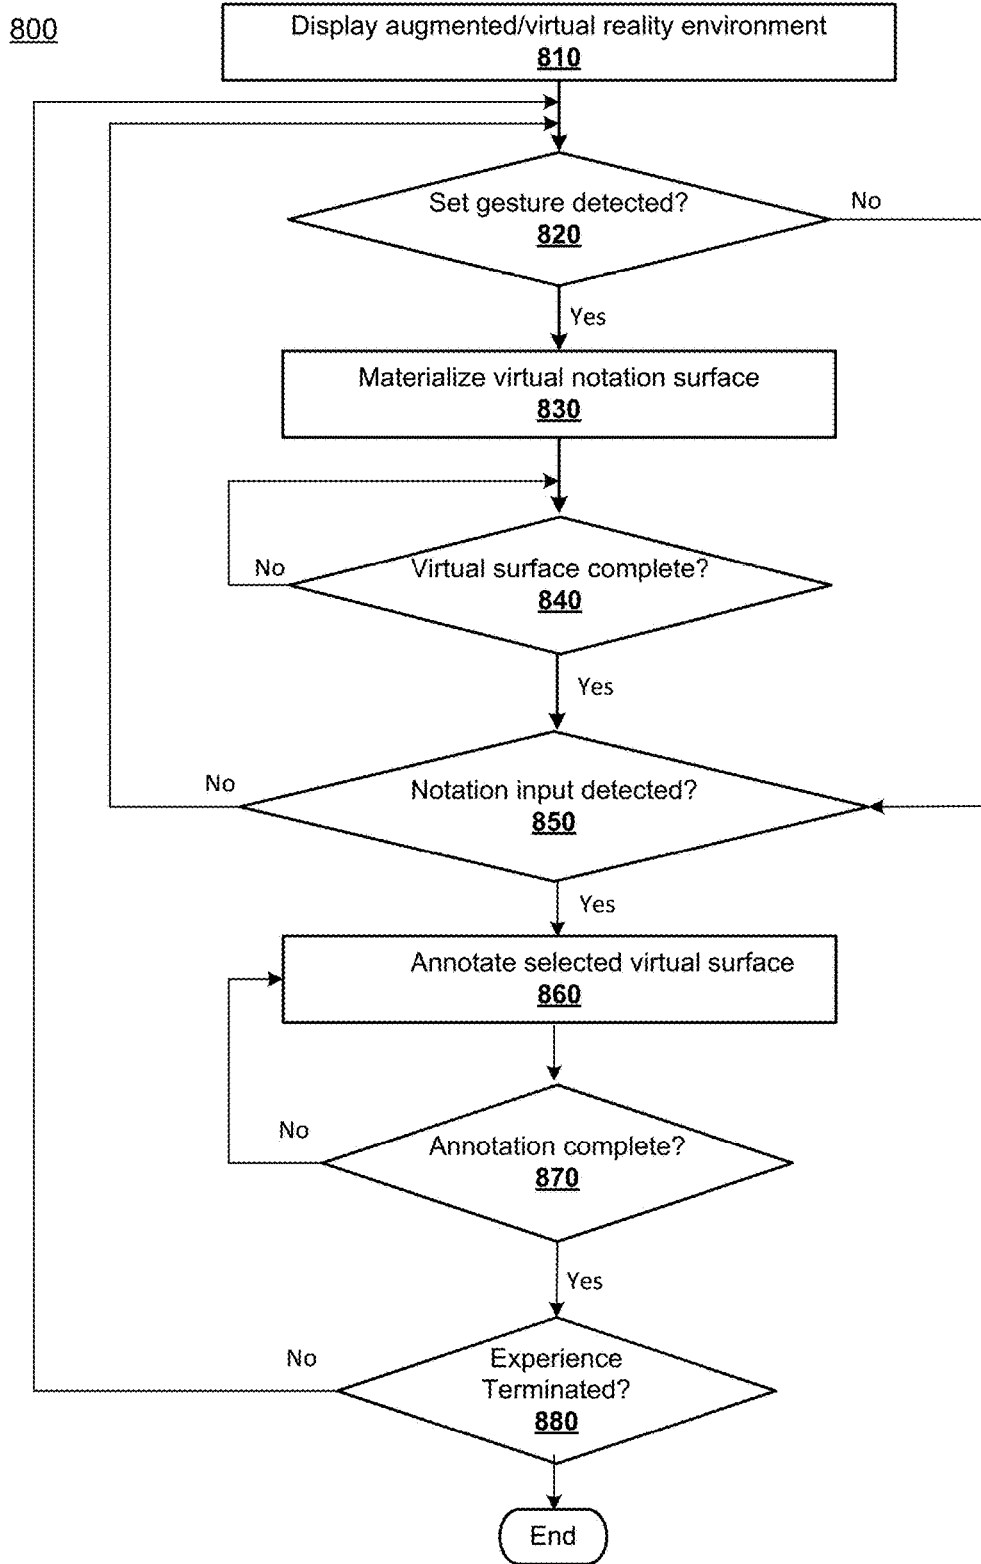 800
Display augmented/virtual reality environment
810
Set gesture detected?
820
No
Yes
Materialize virtual notation surface
830
Virtual surface complete?
840
No
Yes
Notation input detected?
850
No
Yes
Annotate selected virtual surface
860
Annotation complete?
870
No
Yes
Experience
Terminated?
880
No
End